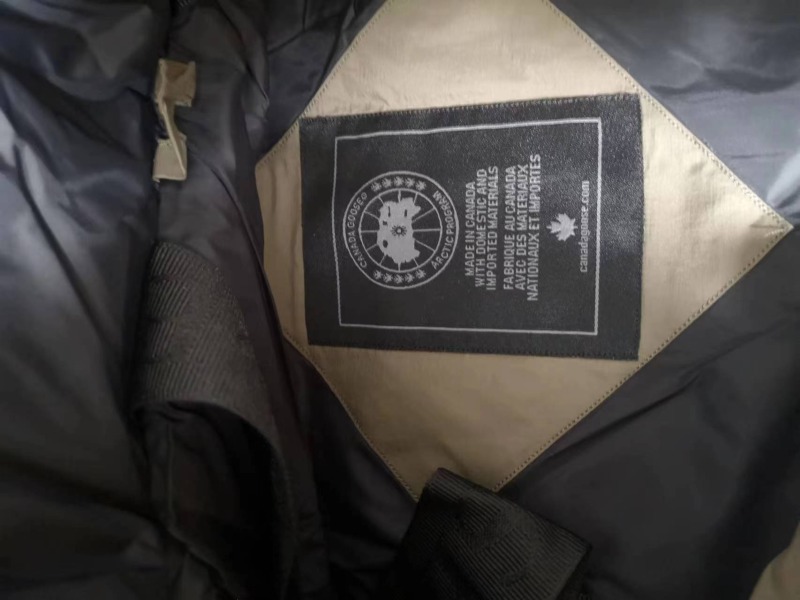 CANADA GOOSE®
ARCTIC PROGRAM
MADE IN CANADA
WITH DOMESTIC AND
IMPORTED MATERIALS
FABRIQUE AU CANADA
AVEC DES MATERIAUX
NATIONAUX ET IMPORTES
canadagoose.com